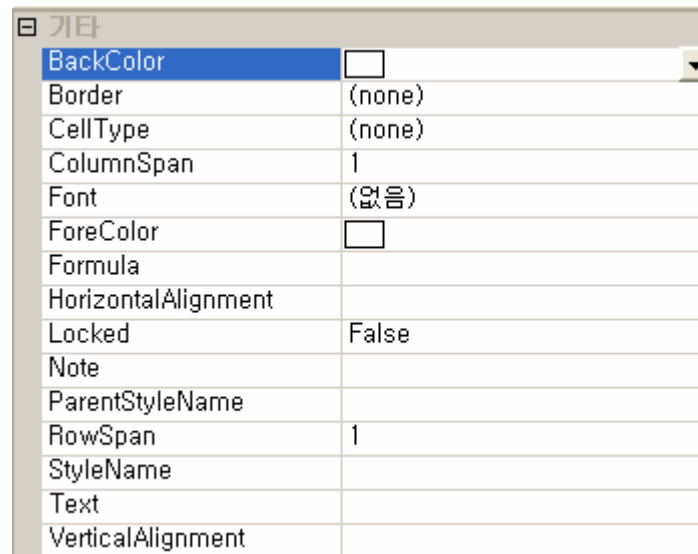 기타
BackColor
Border (none)
CellType (none)
ColumnSpan 1
Font (없음)
ForeColor
Formula
HorizontalAlignment
Locked False
Note
ParentStyleName
RowSpan 1
StyleName
Text
VerticalAlignment